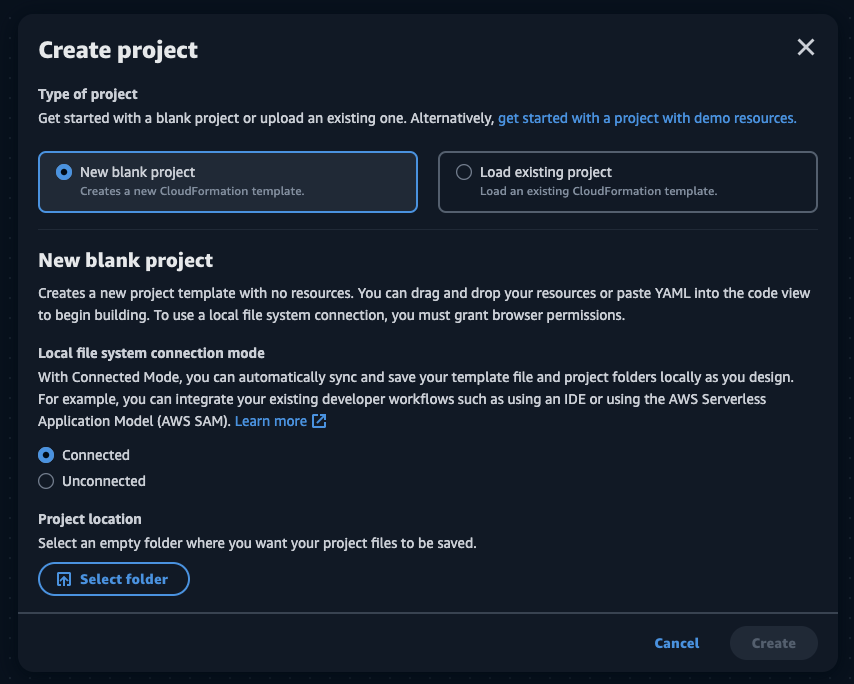 Create project
Type of project
Get started with a blank project or upload an existing one. Alternatively, get started with a project with demo resources.
New blank project
Creates a new CloudFormation template.
Load existing project
Load an existing CloudFormation template.
New blank project
Creates a new project template with no resources. You can drag and drop your resources or paste YAML into the code view
to begin building. To use a local file system connection, you must grant browser permissions.
Local file system connection mode
With Connected Mode, you can automatically sync and save your template file and project folders locally as you design.
For example, you can integrate your existing developer workflows such as using an IDE or using the AWS Serverless
Application Model (AWS SAM). Learn more
Connected
Unconnected
Project location
Select an empty folder where you want your project files to be saved.
Select folder
Cancel
Create